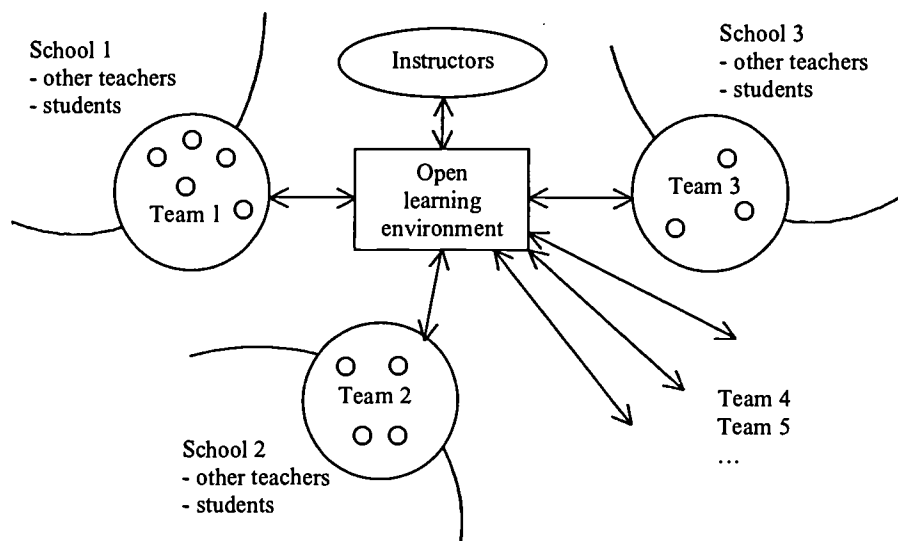 School 1
- other teachers
- students
Instructors
School 3
- other teachers
- students
Team 1
Open
learning
environment
Team 3
Team 2
School 2
- other teachers
- students
Team 4
Team 5
...